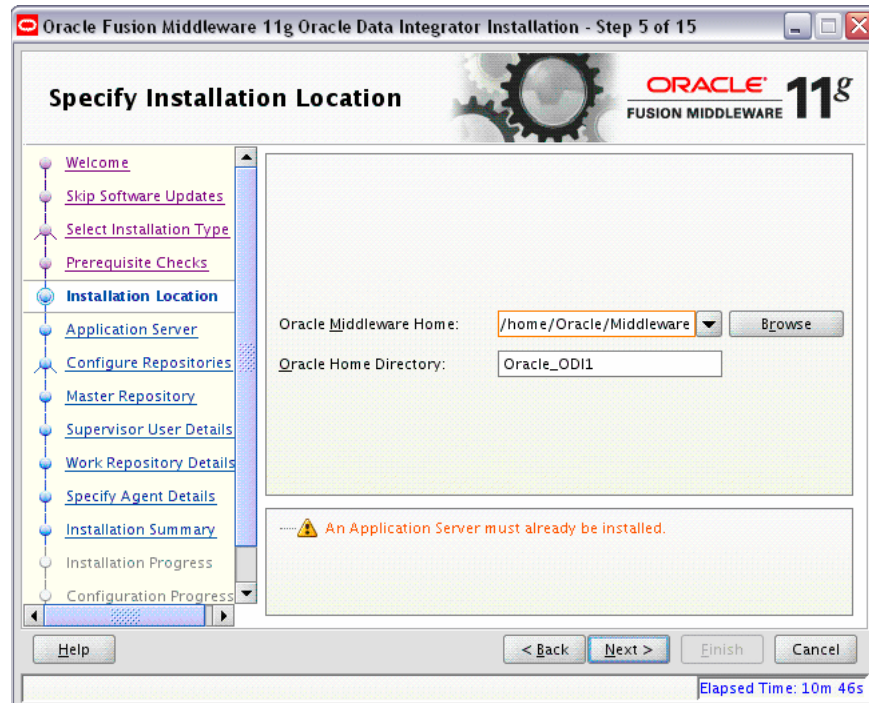 Oracle Fusion Middleware 11g Oracle Data Integrator Installation - Step 5 of 15
Specify Installation Location
ORACLE
FUSION MIDDLEWARE
11g
Welcome
Skip Software Updates
Select Installation Type
Prerequisite Checks
Installation Location
Application Server
Configure Repositories
Master Repository
Supervisor User Details
Work Repository Details
Specify Agent Details
Installation Summary
Installation Progress
Configuration Progress
Oracle Middleware Home: /home/Oracle/Middleware Browse
Oracle Home Directory: Oracle_ODI1
An Application Server must already be installed.
Help < Back Next > Finish Cancel
Elapsed Time: 10m 46s